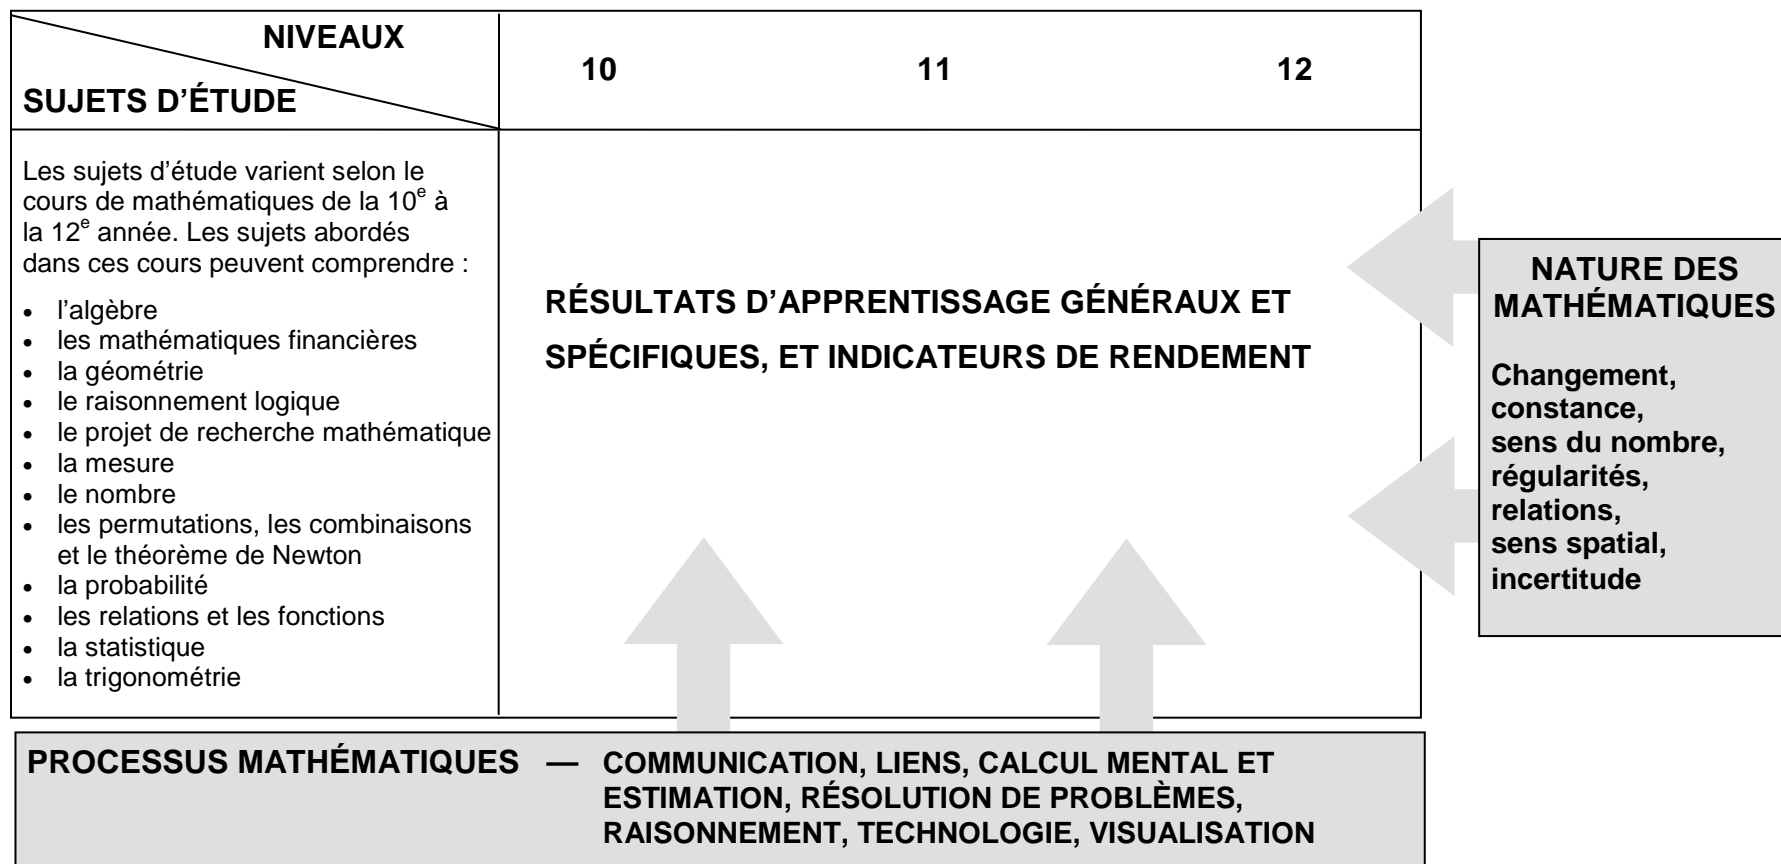 NIVEAUX
SUJETS D’ÉTUDE
10 11 12
Les sujets d’étude varient selon le
cours de mathématiques de la 10e à
la 12e année. Les sujets abordés
dans ces cours peuvent comprendre :
• l’algèbre
• les mathématiques financières
• la géométrie
• le raisonnement logique
• le projet de recherche mathématique
• la mesure
• le nombre
• les permutations, les combinaisons
et le théorème de Newton
• la probabilité
• les relations et les fonctions
• la statistique
• la trigonométrie
RÉSULTATS D’APPRENTISSAGE GÉNÉRAUX ET
SPÉCIFIQUES, ET INDICATEURS DE RENDEMENT
NATURE DES
MATHÉMATIQUES
Changement,
constance,
sens du nombre,
régularités,
relations,
sens spatial,
incertitude
PROCESSUS MATHÉMATIQUES — COMMUNICATION, LIENS, CALCUL MENTAL ET
ESTIMATION, RÉSOLUTION DE PROBLÈMES,
RAISONNEMENT, TECHNOLOGIE, VISUALISATION